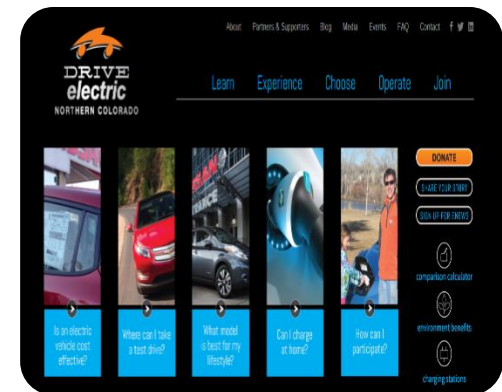 About Partners & Supporters Blog Media Events FAQ Contact
DRIVE
electric
NORTHERN COLORADO
Learn Experience Choose Operate Join
DONATE
SHARE YOUR STORY
SIGN UP FOR ENEWS
comparison calculator
environment benefits
charging stations
Is an electric
vehicle cost
effective?
Where can I take
a test drive?
What model
is best for my
lifestyle?
Can I charge
at home?
How can I
participate?